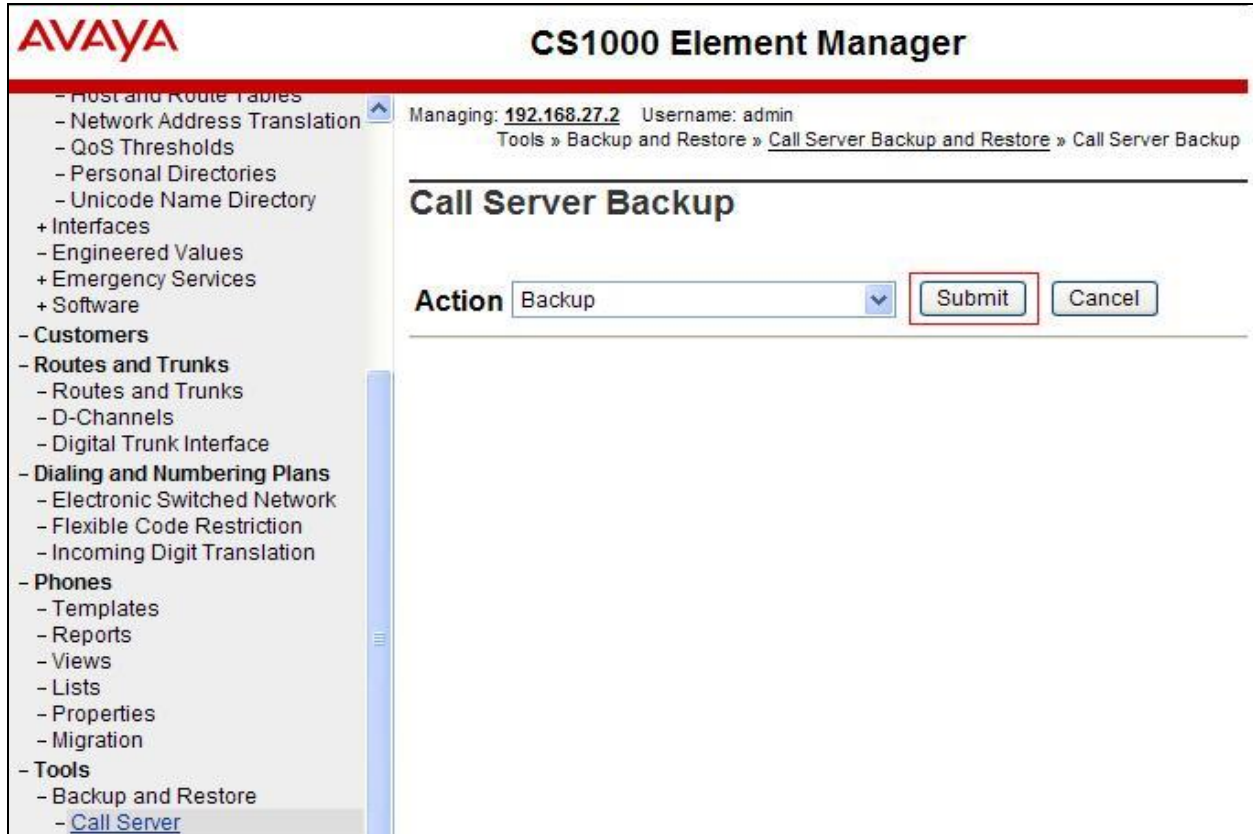 AVAYA
CS1000 Element Manager
- Host and Route Tables
- Network Address Translation
- QoS Thresholds
- Personal Directories
- Unicode Name Directory
+ Interfaces
- Engineered Values
+ Emergency Services
+ Software
- Customers
- Routes and Trunks
- Routes and Trunks
- D-Channels
- Digital Trunk Interface
- Dialing and Numbering Plans
- Electronic Switched Network
- Flexible Code Restriction
- Incoming Digit Translation
- Phones
- Templates
- Reports
- Views
- Lists
- Properties
- Migration
- Tools
- Backup and Restore
- Call Server
Managing: 192.168.27.2 Username: admin
Tools » Backup and Restore » Call Server Backup and Restore » Call Server Backup
Call Server Backup
Action Backup Submit Cancel